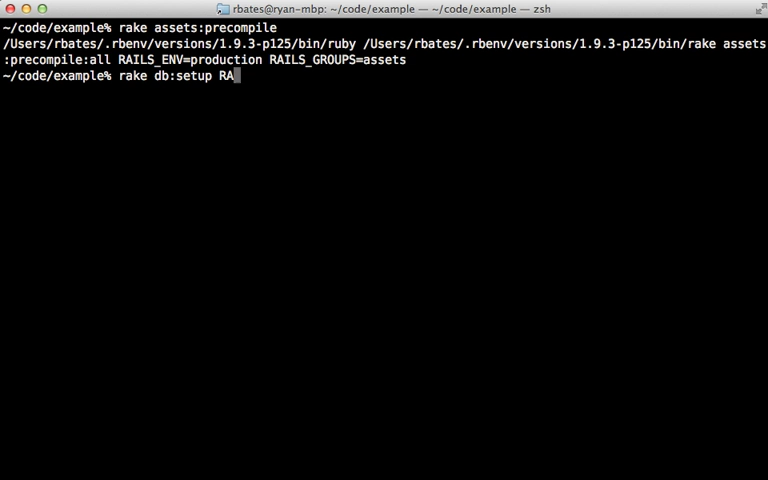 rbates@ryan-mbp: ~/code/example — ~/code/example — zsh
~/code/example% rake assets:precompile
/Users/rbates/.rbenv/versions/1.9.3-p125/bin/ruby /Users/rbates/.rbenv/versions/1.9.3-p125/bin/rake assets
:precompile:all RAILS_ENV=production RAILS_GROUPS=assets
~/code/example% rake db:setup RA